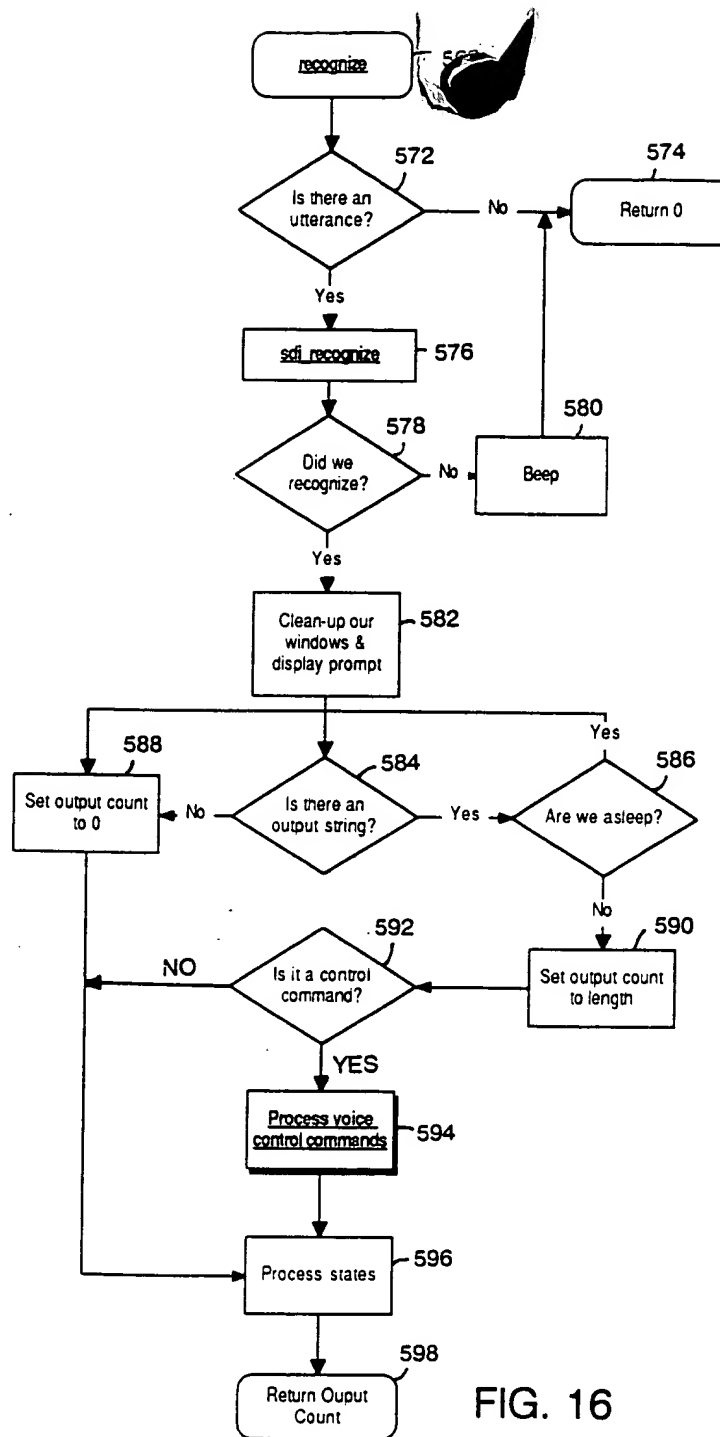 recognize
572
Is there an
utterance?
No
574
Return 0
Yes
sdi_recognize
576
578
Did we
recognize?
No
580
Beep
Yes
Clean-up our
windows &
display prompt
582
588
Set output count
to 0
No
584
Is there an
output string?
Yes
Yes
586
Are we asleep?
No
590
Set output count
to length
592
Is it a control
command?
NO
YES
Process voice
control commands
594
Process states
596
598
Return Ouput
Count
FIG. 16